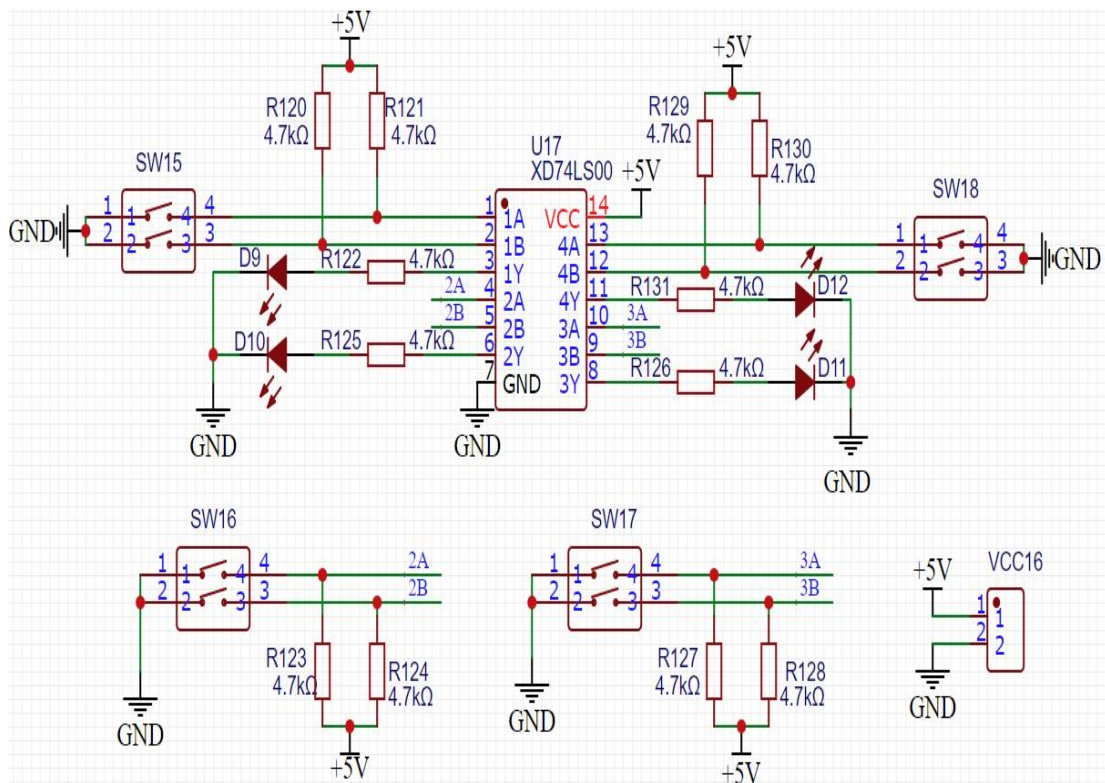 +5V
+5V
R120
4.7kΩ
R121
4.7kΩ
R129
4.7kΩ
R130
4.7kΩ
U17
XD74LS00
+5V
SW15
SW18
GND
1 1 4 4
2 2 3 3
1 1A VCC 14
2 1B 4A 13
3 1Y 4B 12
4 2A 4Y 11
5 2B 3A 10
6 2Y 3B 9
7 GND 3Y 8
1 1 4 4
2 2 3 3
GND
D9
R122
4.7kΩ
2A
2B
D10
R125
4.7kΩ
R131
4.7kΩ
D12
3A
3B
R126
4.7kΩ
D11
GND
GND
GND
SW16
1 1 4 4
2 2 3 3
2A
2B
R123
4.7kΩ
R124
4.7kΩ
GND
+5V
SW17
1 1 4 4
2 2 3 3
3A
3B
R127
4.7kΩ
R128
4.7kΩ
GND
+5V
VCC16
+5V
1 1
2 2
GND